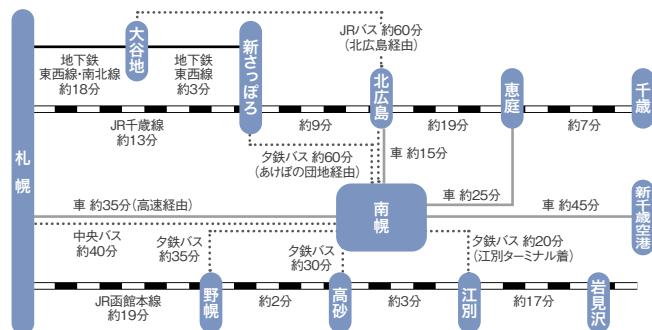 大谷地
JRバス 約60分
(北広島経由)
地下鉄
東西線・南北線
約18分
地下鉄
東西線
約3分
新さっぽろ
北広島
恵庭
千歳
JR千歳線
約13分
約9分
約19分
約7分
札幌
夕鉄バス 約60分
(あけぼの団地経由)
車 約15分
南幌
車 約25分
車 約35分(高速経由)
車 約45分
新千歳空港
中央バス
約40分
夕鉄バス
約35分
夕鉄バス
約30分
夕鉄バス 約20分
(江別ターミナル着)
JR函館本線
約19分
野幌
約2分
高砂
約3分
江別
約17分
岩見沢